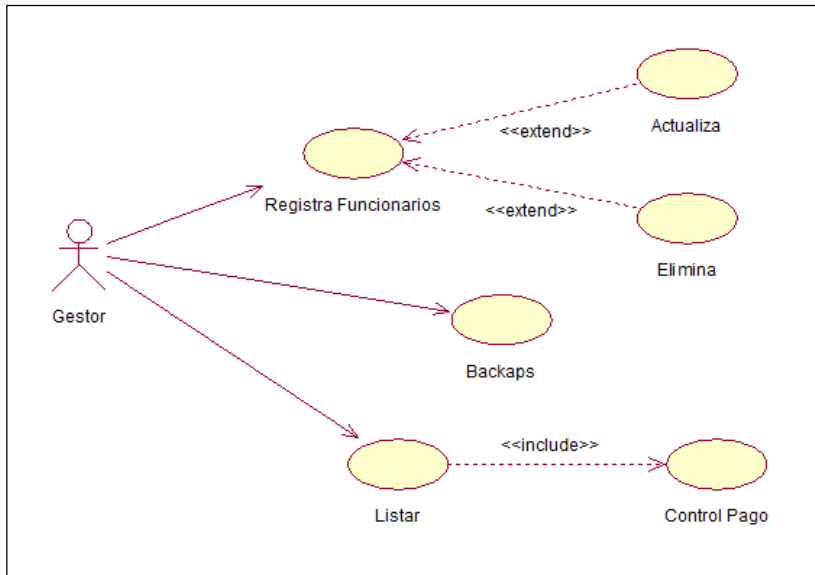 Actualiza
<<extend>>
Registra Funcionarios
<<extend>>
Elimina
Gestor
Backaps
<<include>>
Listar
Control Pago